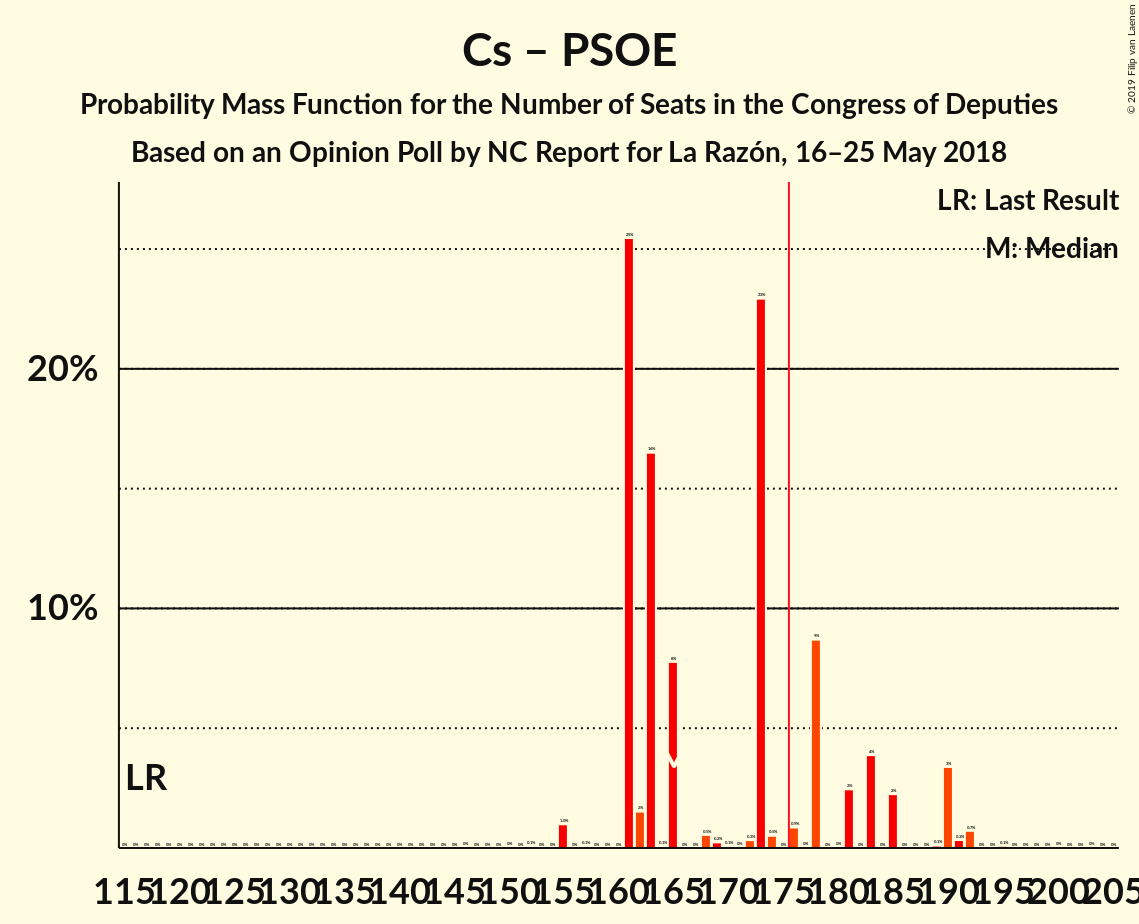 Cs – PSOE
Probability Mass Function for the Number of Seats in the Congress of Deputies
Based on an Opinion Poll by NC Report for La Razón, 16–25 May 2018
© 2019 Filip van Laenen
LR: Last Result
M: Median
20%
10%
LR
M
115 120 125 130 135 140 145 150 155 160 165 170 175 180 185 190 195 200 205